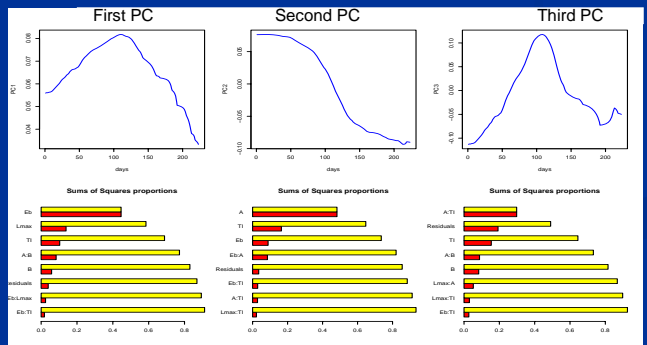 First PC
Second PC
Third PC
PC1
0.04
0.05
0.06
0.07
0.08
0
50
100
150
200
days
PC2
-0.10
-0.05
0.00
0.05
0
50
100
150
200
days
PC3
-0.10
-0.05
0.00
0.05
0.10
0
50
100
150
200
days
Sums of Squares proportions
Eb
Lmax
TI
A:B
B
esiduals
Eb:Lmax
Eb:TI
0.0
0.2
0.4
0.6
0.8
Sums of Squares proportions
A
TI
Eb
Eb:A
Residuals
Eb:TI
A:TI
Lmax:TI
0.0
0.2
0.4
0.6
0.8
Sums of Squares proportions
A:TI
Residuals
TI
A:B
B
Lmax:A
Lmax:TI
Eb:TI
0.0
0.2
0.4
0.6
0.8